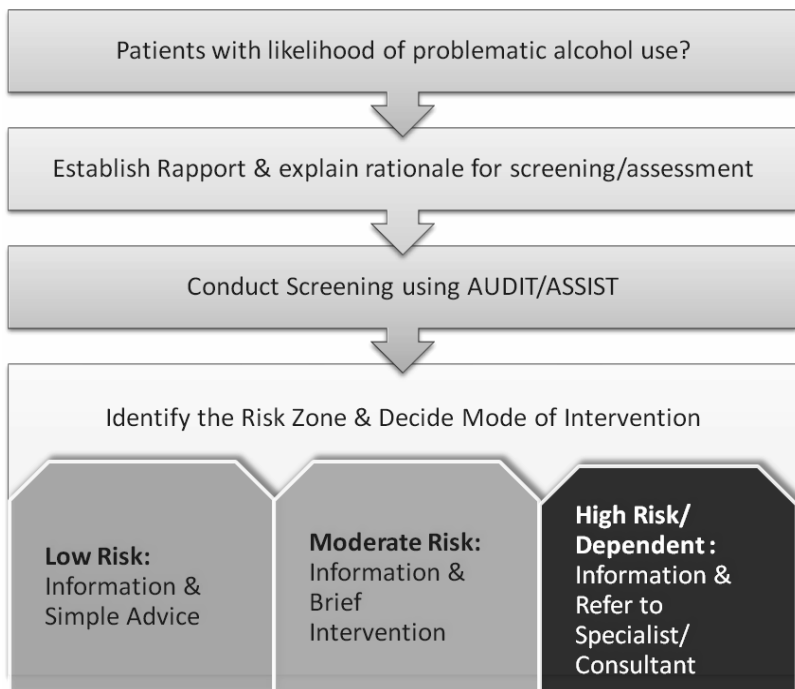 Patients with likelihood of problematic alcohol use?
Establish Rapport & explain rationale for screening/assessment
Conduct Screening using AUDIT/ASSIST
Identify the Risk Zone & Decide Mode of Intervention
Low Risk:
Information &
Simple Advice
Moderate Risk:
Information &
Brief
Intervention
High Risk/
Dependent :
Information &
Refer to
Specialist/
Consultant